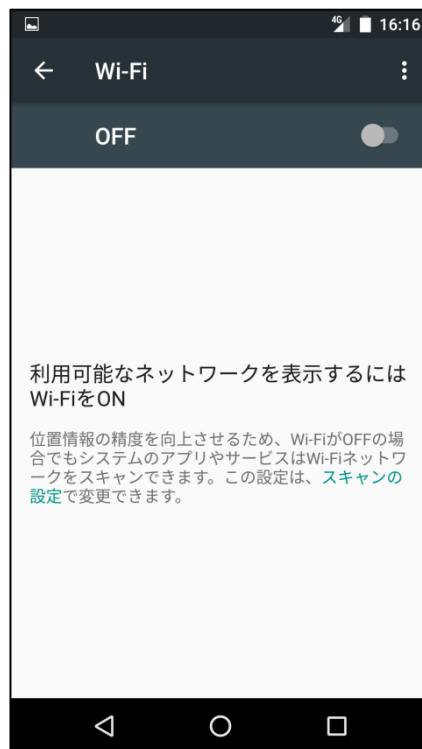 4G 16:16
Wi-Fi
OFF
利用可能なネットワークを表示するには
Wi-FiをON
位置情報の精度を向上させるため、Wi-FiがOFFの場
合でもシステムのアプリやサービスはWi-Fiネットワ
ークをスキャンできます。この設定は、スキャンの
設定で変更できます。